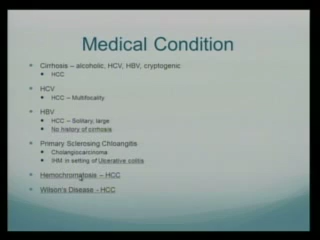 Medical Condition
Cirrhosis – alcoholic, HCV, HBV, cryptogenic
HCC
HCV
HCC – Multifocality
HBV
HCC – Solitary, large
No history of cirrhosis
Primary Sclerosing Chloangitis
Cholangiocarcinoma:
IHM in setting of Ulcerative colitis
Hemochromatosis – HCC
Wilson's Disease - HCC